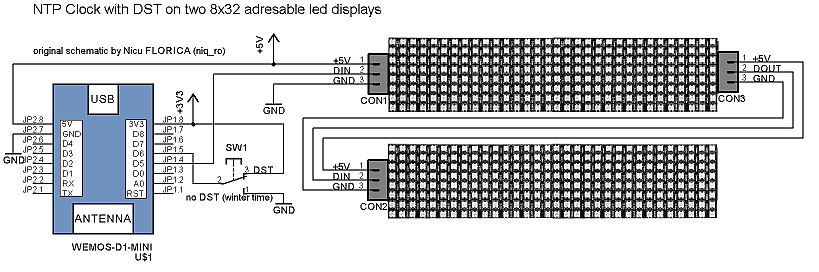 NTP Clock with DST on two 8x32 adresable led displays
original schematic by Nicu FLORICA (niq_ro)
+5V
+5V 1
DIN 2
GND 3
CON1
GND
1 +5V
2 DOUT
3 GND
CON3
USB
+3V3
JP2.8 5V 3V3 JP1.8
JP2.7 GND D8 JP1.7
JP2.6 D4 D7 JP1.6
JP2.5 D3 D6 JP1.5
JP2.4 D2 D5 JP1.4
JP2.3 D1 D0 JP1.3
JP2.2 RX A0 JP1.2
JP2.1 TX RST JP1.1
GND
SW1
3 DST
2
1
no DST (winter time)
GND
+5V 1
DIN 2
GND 3
CON2
ANTENNA
WEMOS-D1-MINI
U$1